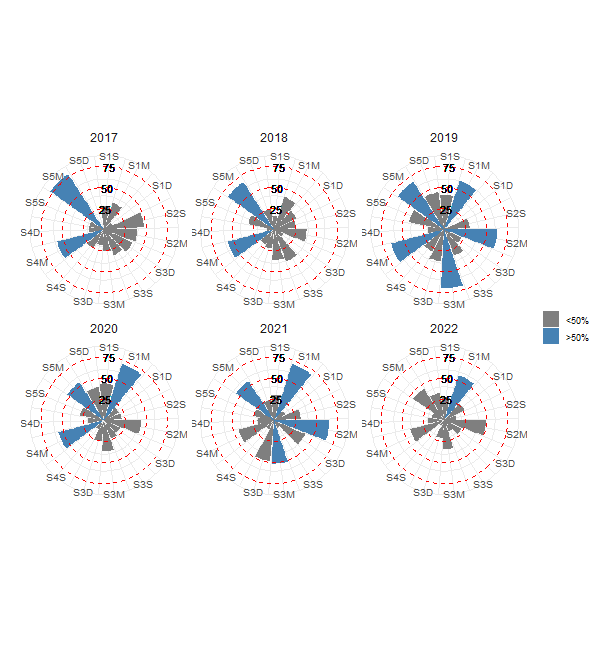 2017
S5D S1S S1M
75
S5M S1D
50
S5S 25 S2S
S4D S2M
S4M S3D
S4S S3S
S3D S3M
2018
S5D S1S S1M
75
S5M S1D
50
S5S 25 S2S
S4D S2M
S4M S3D
S4S S3S
S3D S3M
2019
S5D S1S S1M
75
S5M S1D
50
S5S 25 S2S
S4D S2M
S4M S3D
S4S S3S
S3D S3M
<50%
>50%
2020
S5D S1S S1M
75
S5M S1D
50
S5S 25 S2S
S4D S2M
S4M S3D
S4S S3S
S3D S3M
2021
S5D S1S S1M
75
S5M S1D
50
S5S 25 S2S
S4D S2M
S4M S3D
S4S S3S
S3D S3M
2022
S5D S1S S1M
75
S5M S1D
50
S5S 25 S2S
S4D S2M
S4M S3D
S4S S3S
S3D S3M